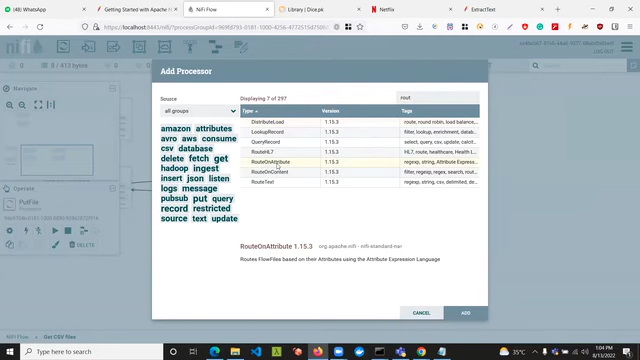 (48) WhatsApp
Getting Started with Apache
NiFi Flow
Library | Dice.pk
Netflix
ExtractText
nifi
LOG OUT
Navigate
Operate
PutFile
DELETE
Add Processor
Source
all groups
amazon attributes
avro aws consume
csv database
delete fetch get
hadoop ingest
insert json listen
logs message
pubsub put query
record restricted
source text update
Displaying 7 of 297
rout
Type Version Tags
DistributeLoad 1.15.3 route, round robin, load balance,...
LookupRecord 1.15.3 filter, lookup, enrichment, databa...
QueryRecord 1.15.3 select, query, csv, update, calcit...
RouteHL7 1.15.3 HL7, route, healthcare, Health L...
RouteOnAttribute 1.15.3 regexp, string, Attribute Express...
RouteOnContent 1.15.3 filter, regexp, regex, search, rout...
RouteText 1.15.3 regexp, string, csv, delimited, del...
RouteOnAttribute 1.15.3 org.apache.nifi - nifi-standard-nar
Routes FlowFiles based on their Attributes using the Attribute Expression Language
CANCEL
ADD
NiFi Flow » Get CSV files
Type here to search
35°C
1:04 PM
8/13/2022